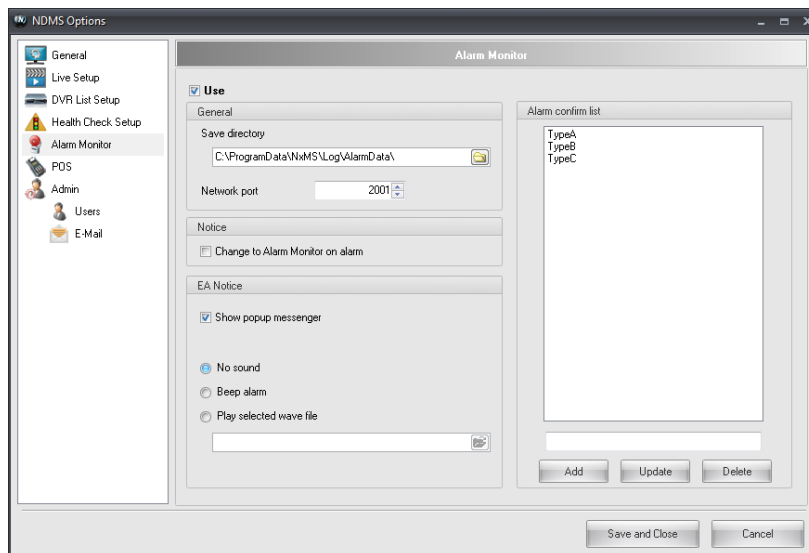 NDMS Options
General
Live Setup
DVR List Setup
Health Check Setup
Alarm Monitor
POS
Admin
Users
E-Mail
Alarm Monitor
Use
General
Save directory
C:\ProgramData\NxMS\Log\AlarmData\
Network port
2001
Notice
Change to Alarm Monitor on alarm
EA Notice
Show popup messenger
No sound
Beep alarm
Play selected wave file
Alarm confirm list
TypeA
TypeB
TypeC
Add
Update
Delete
Save and Close
Cancel